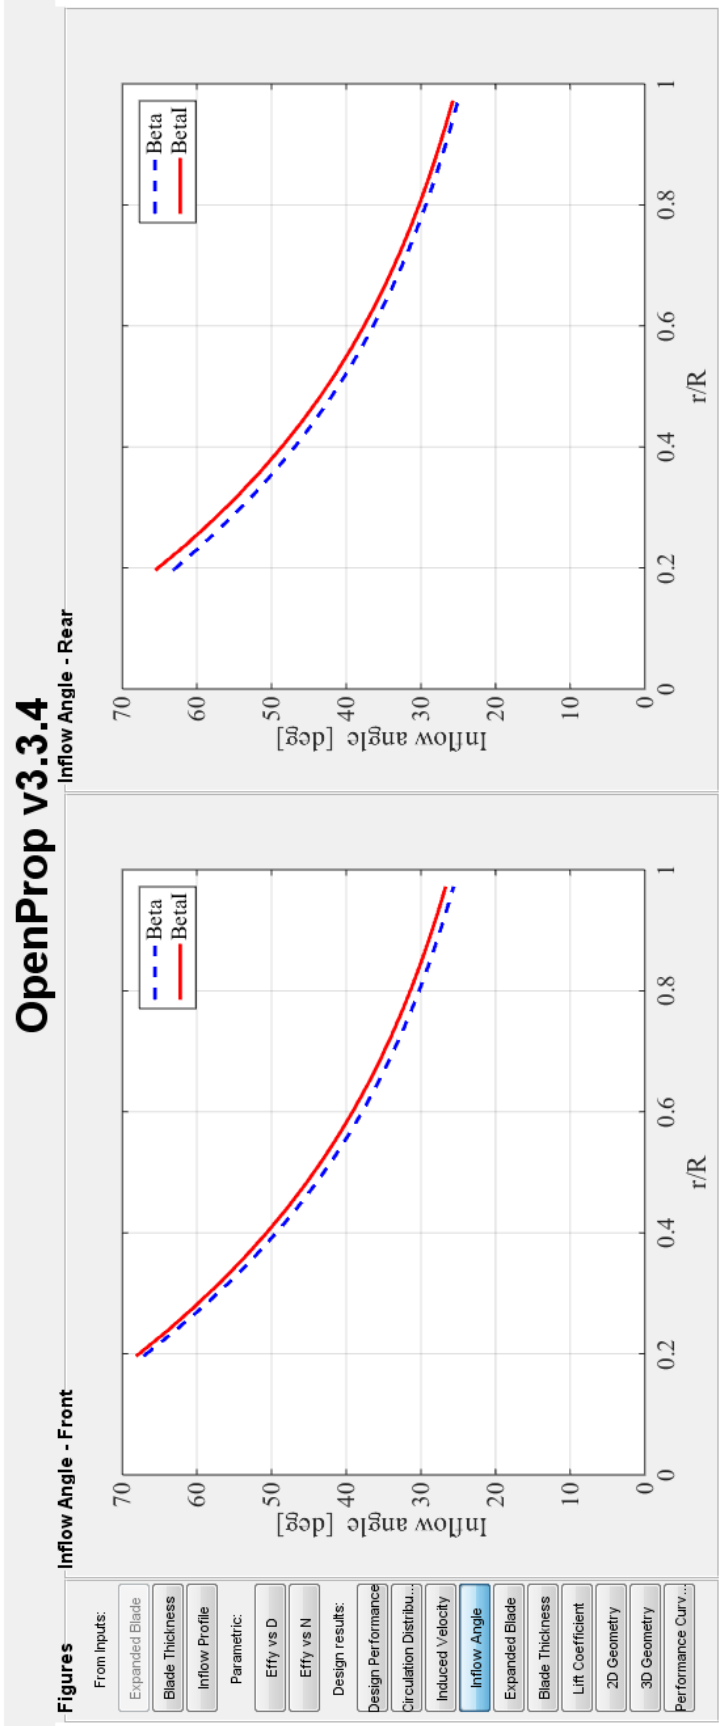 OpenProp v3.3.4
Figures
From Inputs:
Expanded Blade
Blade Thickness
Inflow Profile
Parametric:
Effy vs D
Effy vs N
Design results:
Design Performance
Circulation Distribu...
Induced Velocity
Inflow Angle
Expanded Blade
Blade Thickness
Lift Coefficient
2D Geometry
3D Geometry
Performance Curv...
Inflow Angle - Front
70
60
50
40
30
20
10
0
Inflow angle [deg]
0
0.2
0.4
0.6
0.8
1
r/R
Beta
BetaI
Inflow Angle - Rear
70
60
50
40
30
20
10
0
Inflow angle [deg]
0
0.2
0.4
0.6
0.8
1
r/R
Beta
BetaI